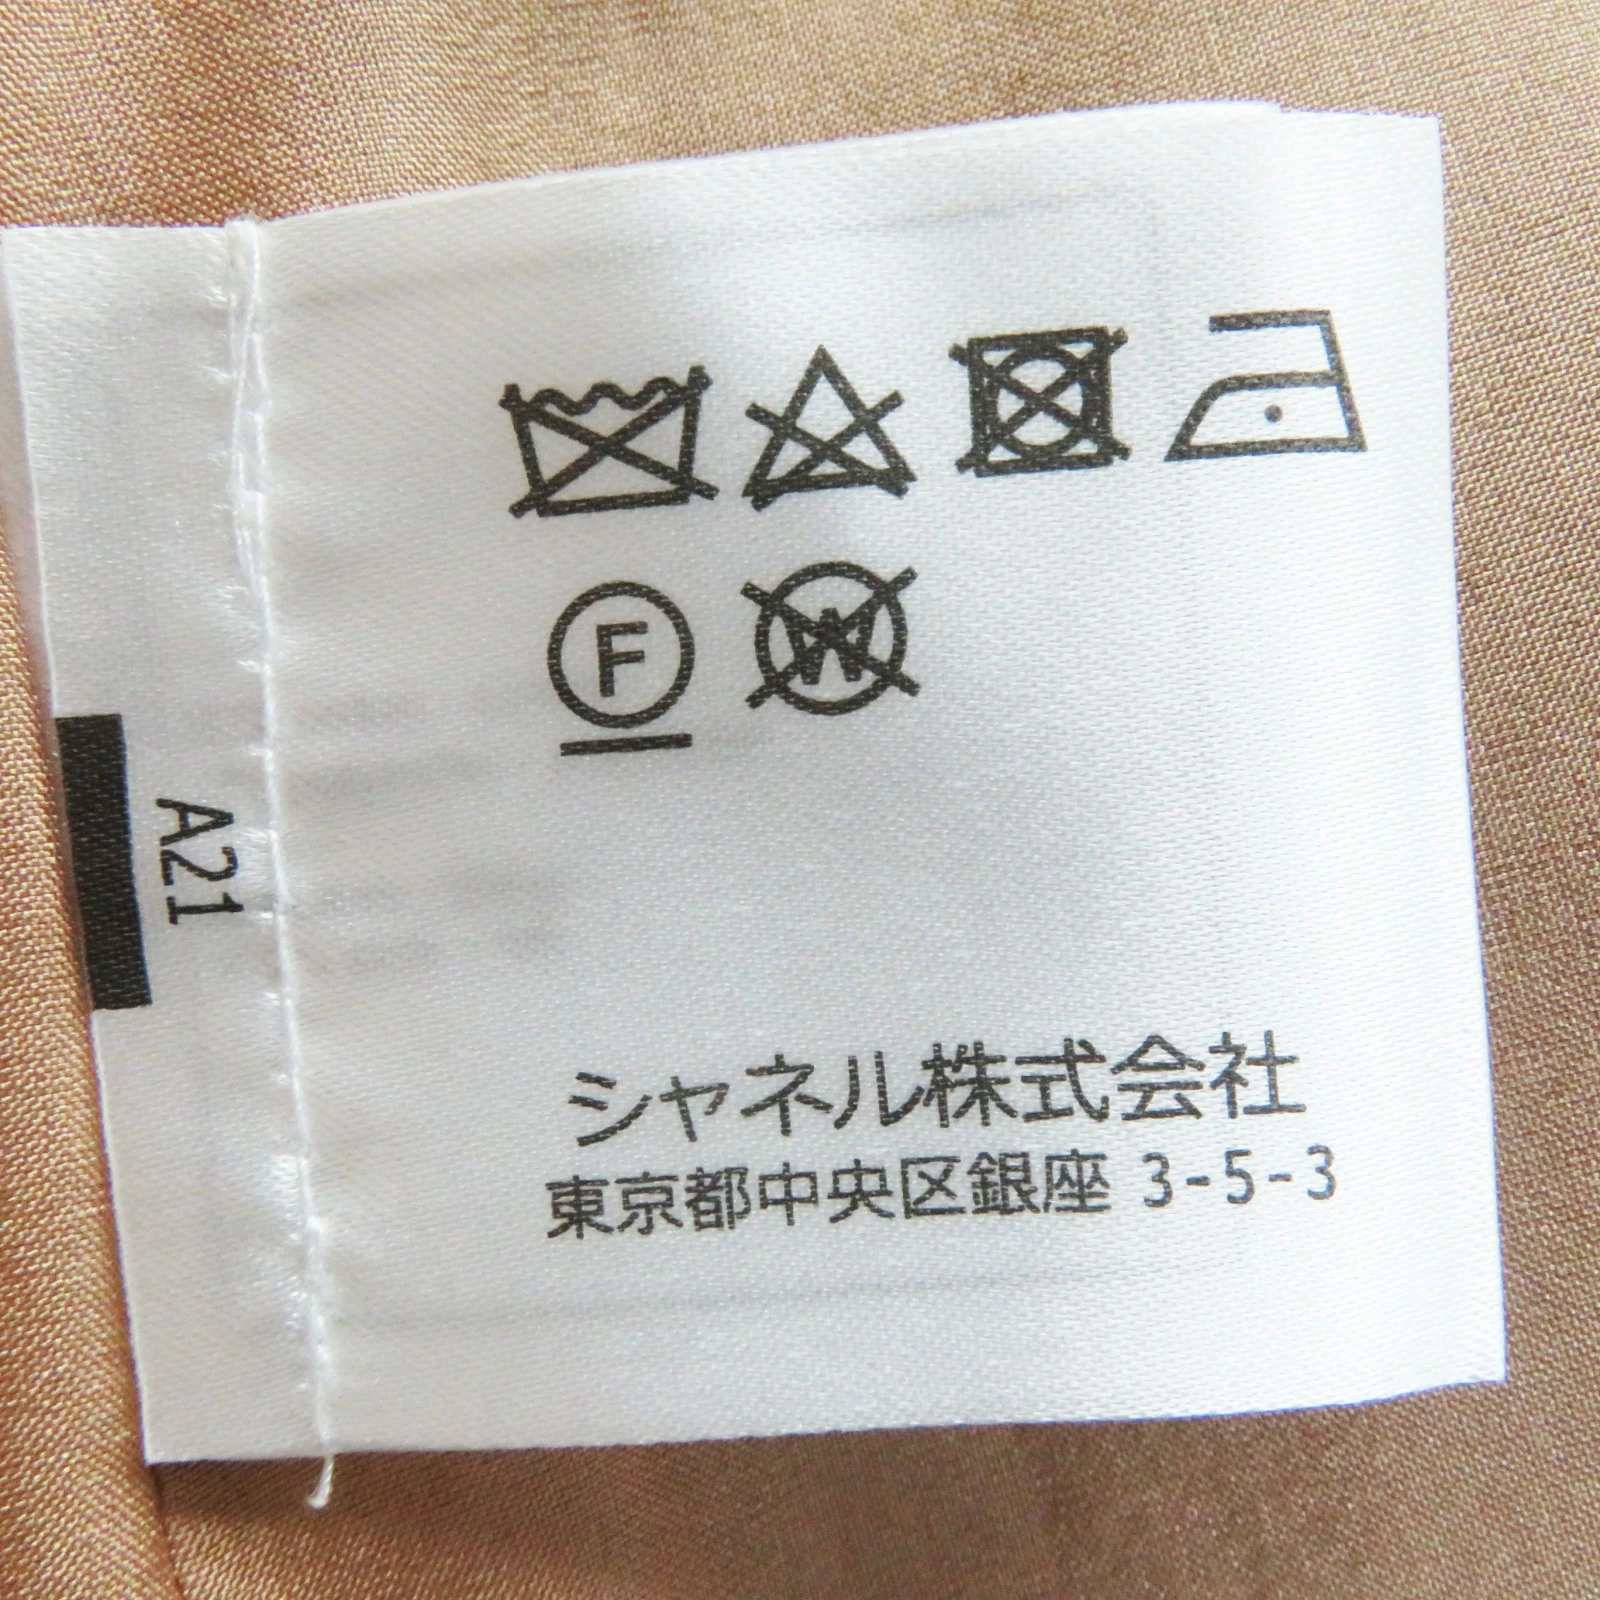 F W
A21
シャネル株式会社
東京都中央区銀座 3-5-3